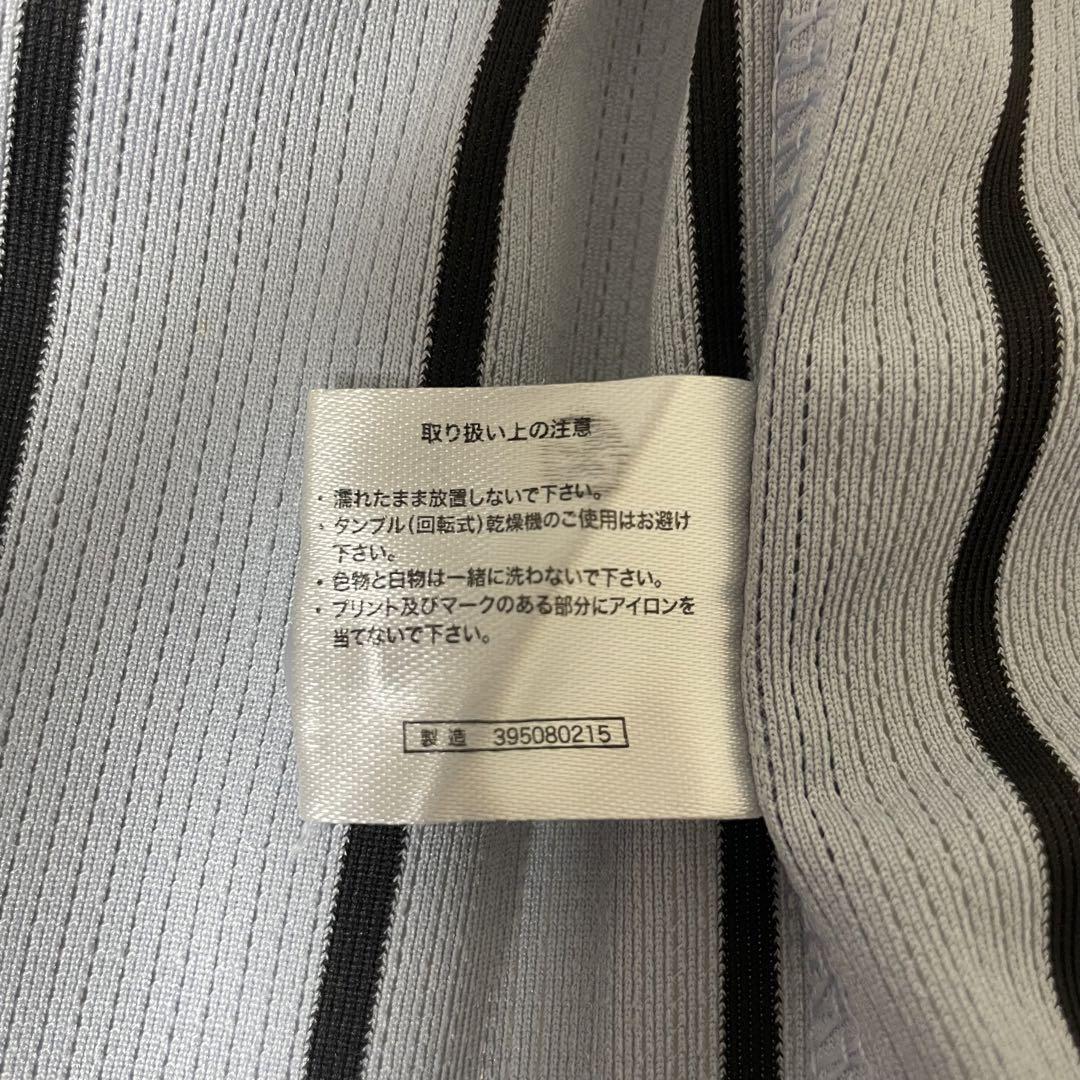 取り扱い上の注意
・濡れたまま放置しないで下さい。
・タンブル(回転式)乾燥機のご使用はお避け
下さい。
・色物と白物は一緒に洗わないで下さい。
・プリント及びマークのある部分にアイロンを
当てないで下さい。
製造 395080215